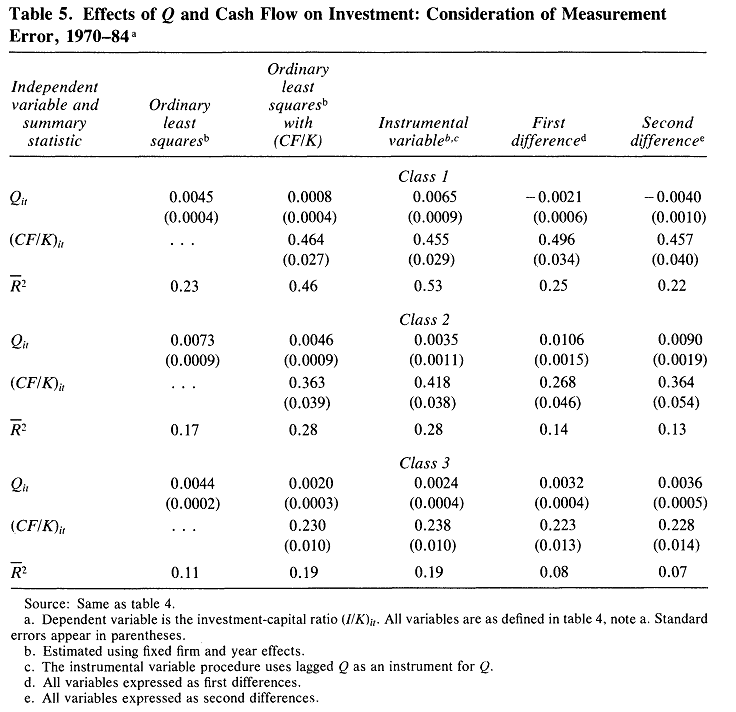 Table 5. Effects of Q and Cash Flow on Investment: Consideration of Measurement
Error, 1970–84 a
Independent variable and summary statistic | Ordinary least squares b | Ordinary least squares b with (CF/K) | Instrumental variable b,c | First difference d | Second difference e
Class 1
Qit 0.0045 0.0008 0.0065 −0.0021 −0.0040
(0.0004) (0.0004) (0.0009) (0.0006) (0.0010)
(CF/K)it . . . 0.464 0.455 0.496 0.457
(0.027) (0.029) (0.034) (0.040)
R̅² 0.23 0.46 0.53 0.25 0.22
Class 2
Qit 0.0073 0.0046 0.0035 0.0106 0.0090
(0.0009) (0.0009) (0.0011) (0.0015) (0.0019)
(CF/K)it . . . 0.363 0.418 0.268 0.364
(0.039) (0.038) (0.046) (0.054)
R̅² 0.17 0.28 0.28 0.14 0.13
Class 3
Qit 0.0044 0.0020 0.0024 0.0032 0.0036
(0.0002) (0.0003) (0.0004) (0.0004) (0.0005)
(CF/K)it . . . 0.230 0.238 0.223 0.228
(0.010) (0.010) (0.013) (0.014)
R̅² 0.11 0.19 0.19 0.08 0.07
Source: Same as table 4.
a. Dependent variable is the investment-capital ratio (I/K)it. All variables are as defined in table 4, note a. Standard
errors appear in parentheses.
b. Estimated using fixed firm and year effects.
c. The instrumental variable procedure uses lagged Q as an instrument for Q.
d. All variables expressed as first differences.
e. All variables expressed as second differences.